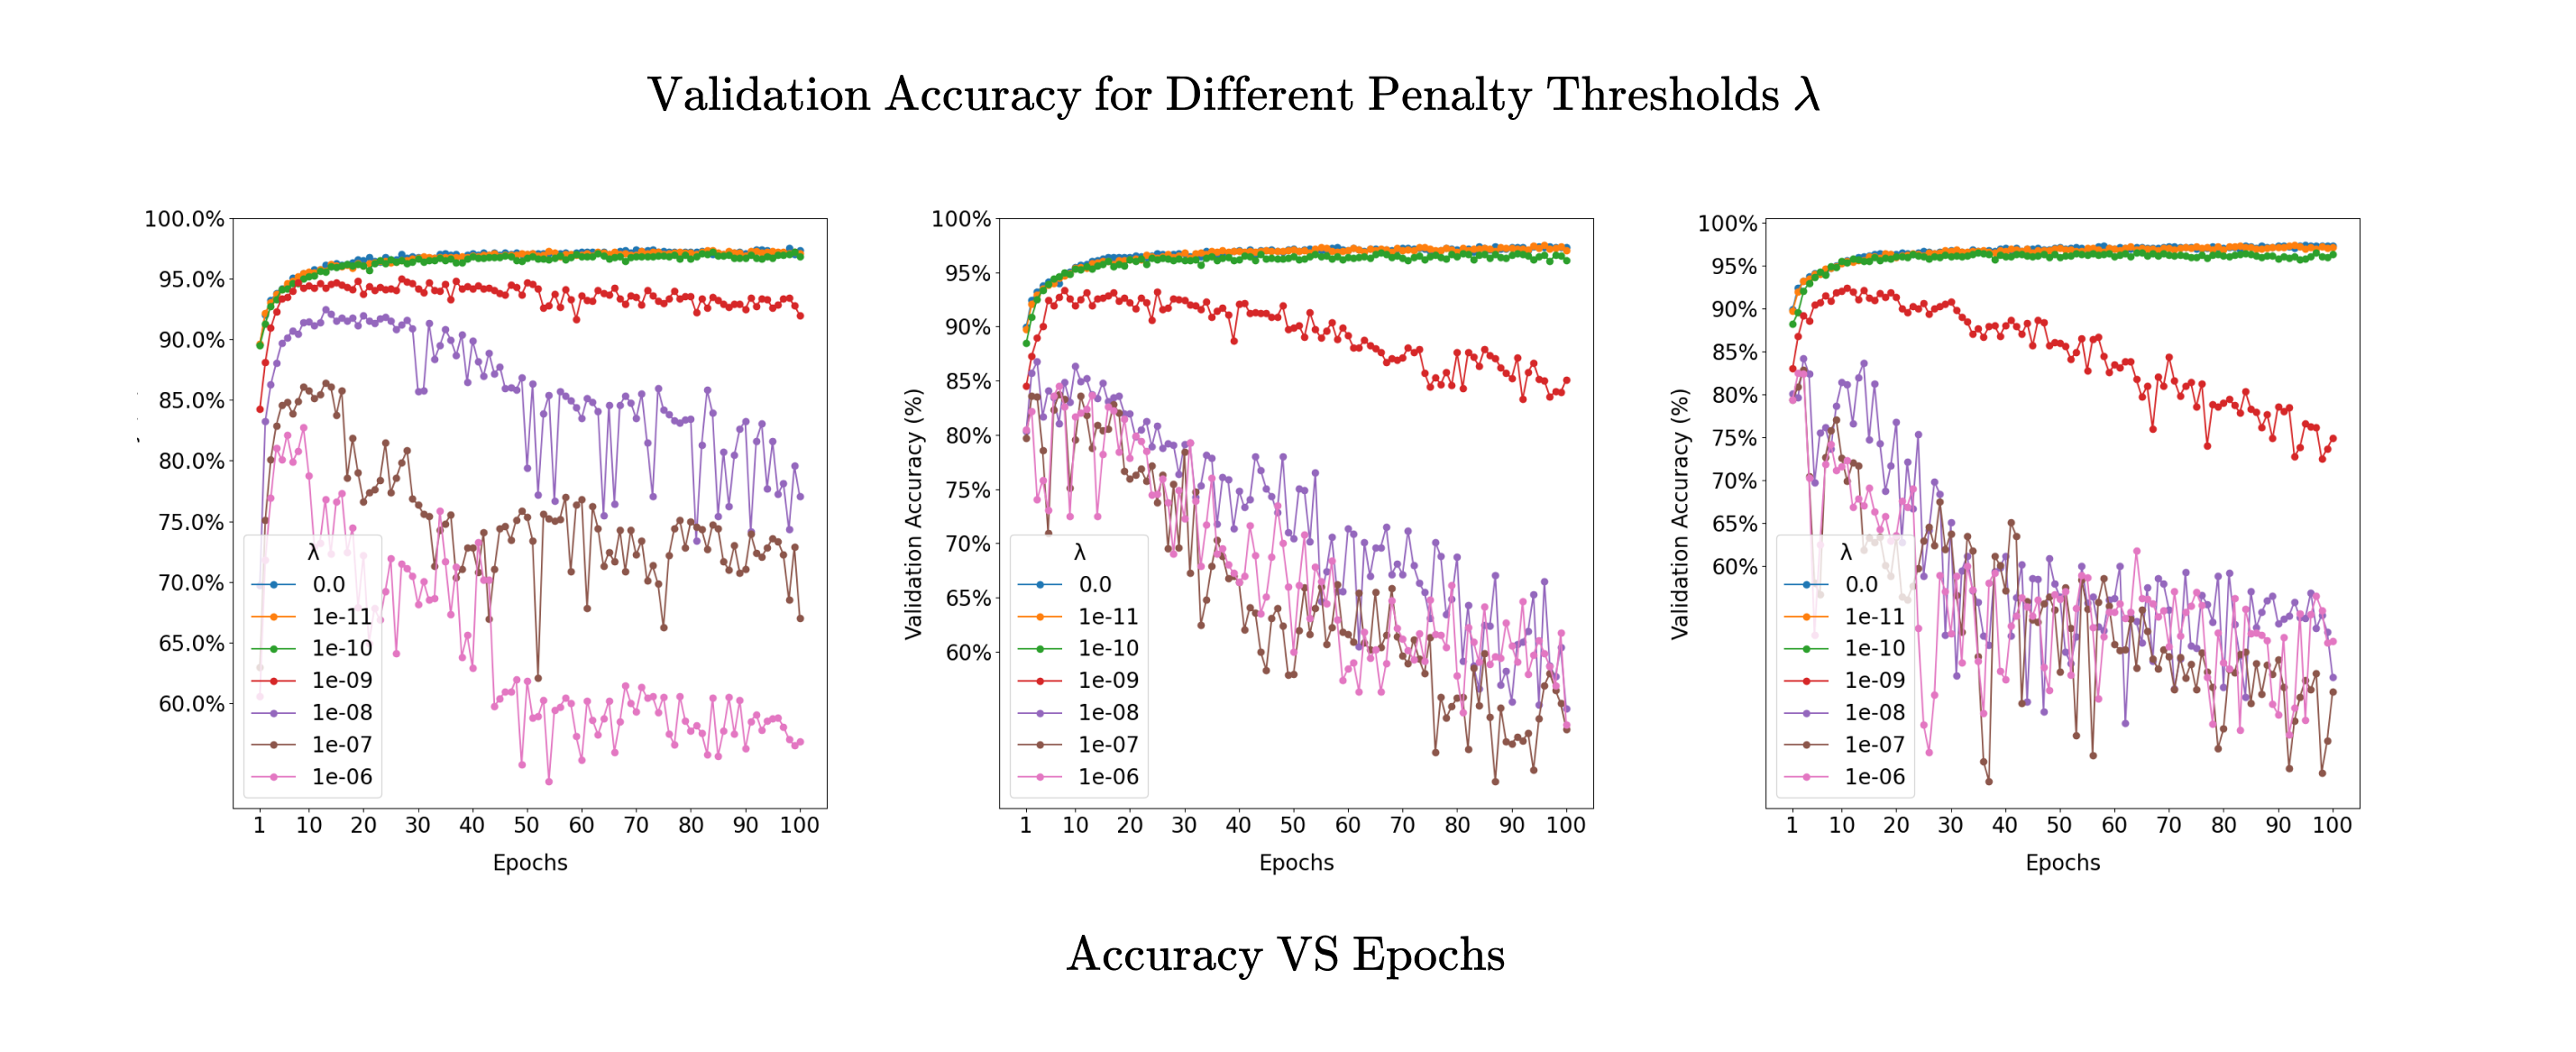 Validation Accuracy for Different Penalty Thresholds λ
100.0%
95.0%
90.0%
85.0%
80.0%
75.0%
70.0%
65.0%
60.0%
λ
0.0
1e-11
1e-10
1e-09
1e-08
1e-07
1e-06
1 10 20 30 40 50 60 70 80 90 100
Epochs
Validation Accuracy (%)
100%
95%
90%
85%
80%
75%
70%
65%
60%
λ
0.0
1e-11
1e-10
1e-09
1e-08
1e-07
1e-06
1 10 20 30 40 50 60 70 80 90 100
Epochs
Validation Accuracy (%)
100%
95%
90%
85%
80%
75%
70%
65%
60%
λ
0.0
1e-11
1e-10
1e-09
1e-08
1e-07
1e-06
1 10 20 30 40 50 60 70 80 90 100
Epochs
Accuracy VS Epochs